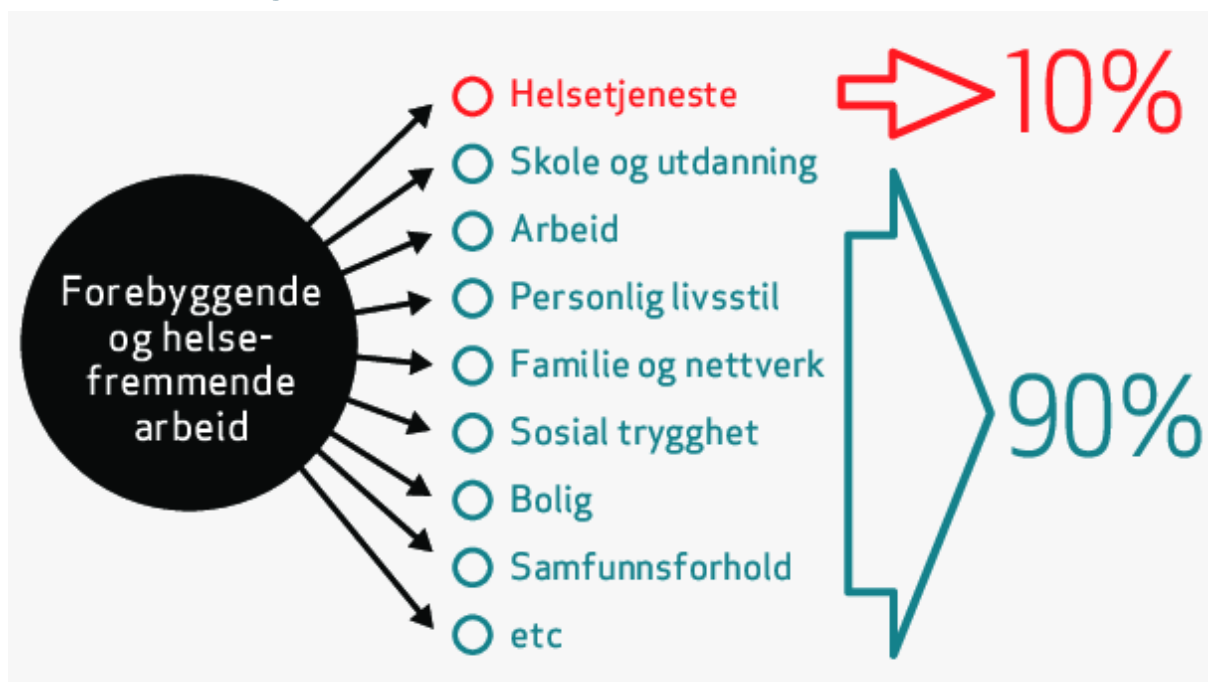 Forebyggende
og helse-
fremmende
arbeid
Helsetjeneste
Skole og utdanning
Arbeid
Personlig livsstil
Familie og nettverk
Sosial trygghet
Bolig
Samfunnsforhold
etc
10%
90%